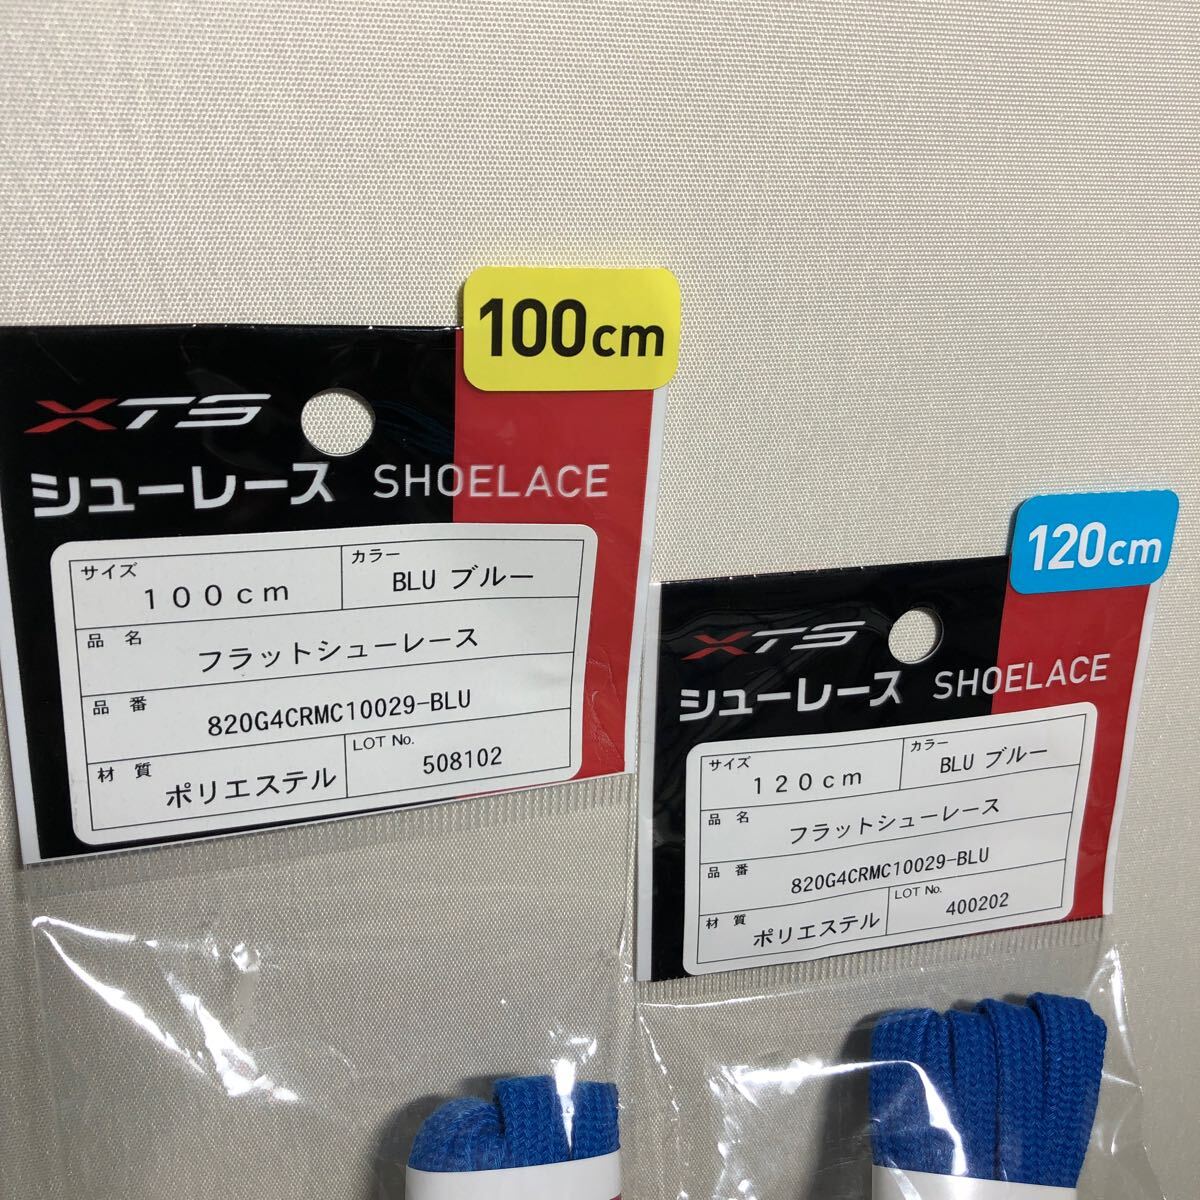 100cm
XTS
シューレース SHOELACE
サイズ
100cm
カラー
BLU ブルー
品名
フラットシューレース
品番
820G4CRMC10029-BLU
材質
ポリエステル
LOT No.
508102
120cm
XTS
シューレース SHOELACE
サイズ
120cm
カラー
BLU ブルー
品名
フラットシューレース
品番
820G4CRMC10029-BLU
材質
ポリエステル
LOT No.
400202